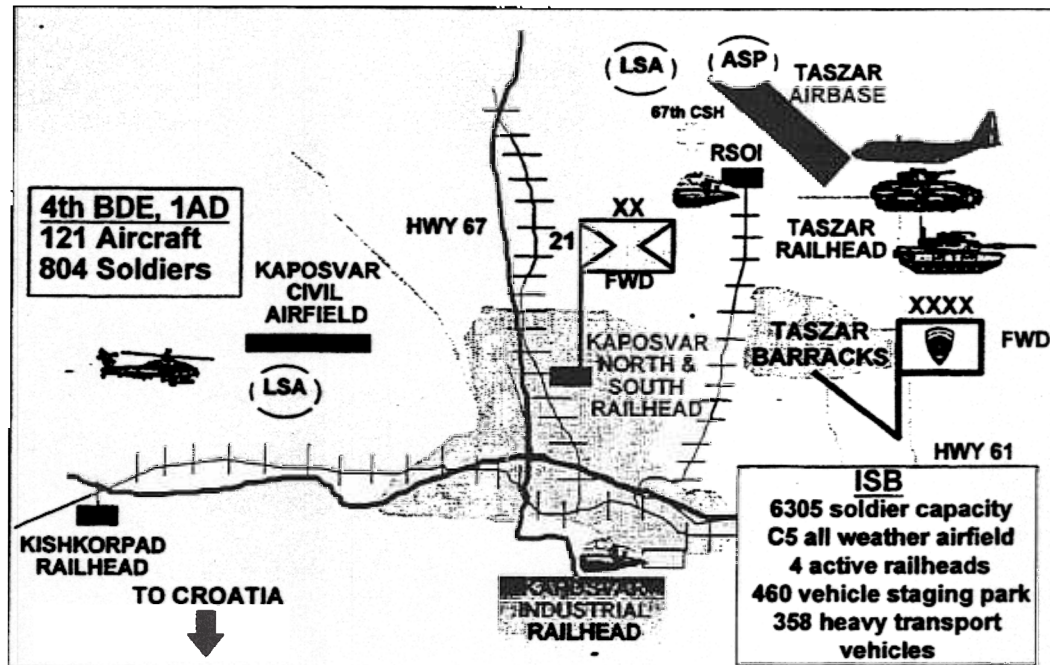 LSA
ASP
TASZAR
AIRBASE
67th CSH
RSOI
4th BDE, 1AD
121 Aircraft
804 Soldiers
HWY 67
XX
21
FWD
TASZAR
RAILHEAD
KAPOSVAR
CIVIL
AIRFIELD
LSA
KAPOSVAR
NORTH &
SOUTH
RAILHEAD
TASZAR
BARRACKS
XXXX
FWD
HWY 61
KISHKORPAD
RAILHEAD
TO CROATIA
KAPOSVAR
INDUSTRIAL
RAILHEAD
ISB
6305 soldier capacity
C5 all weather airfield
4 active railheads
460 vehicle staging park
358 heavy transport
vehicles